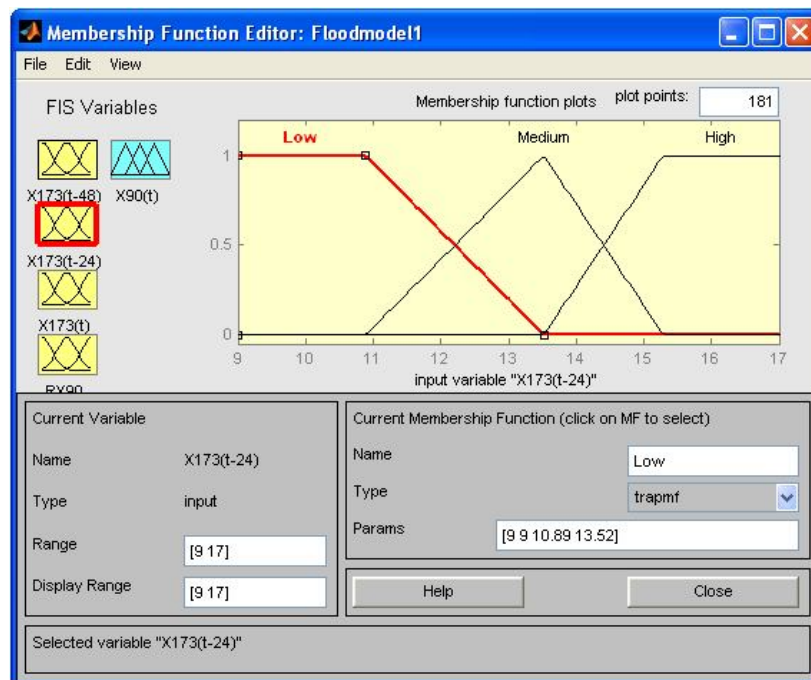 Membership Function Editor: Floodmodel1
File Edit View
FIS Variables
Membership function plots plot points: 181
Low Medium High
X173(t-48) X90(t)
X173(t-24)
X173(t)
RX90
1
0.5
0
9 10 11 12 13 14 15 16 17
input variable "X173(t-24)"
Current Variable
Name X173(t-24)
Type input
Range [9 17]
Display Range [9 17]
Current Membership Function (click on MF to select)
Name Low
Type trapmf
Params [9 9 10.89 13.52]
Help Close
Selected variable "X173(t-24)"